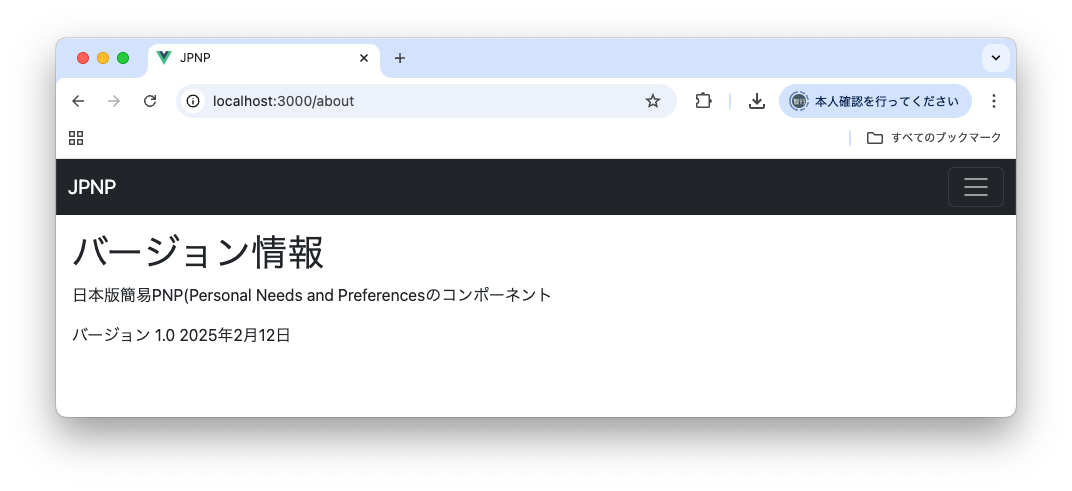 JPNP
localhost:3000/about
本人確認を行ってください
すべてのブックマーク
JPNP
バージョン情報
日本版簡易PNP(Personal Needs and Preferencesのコンポーネント
バージョン 1.0 2025年2月12日